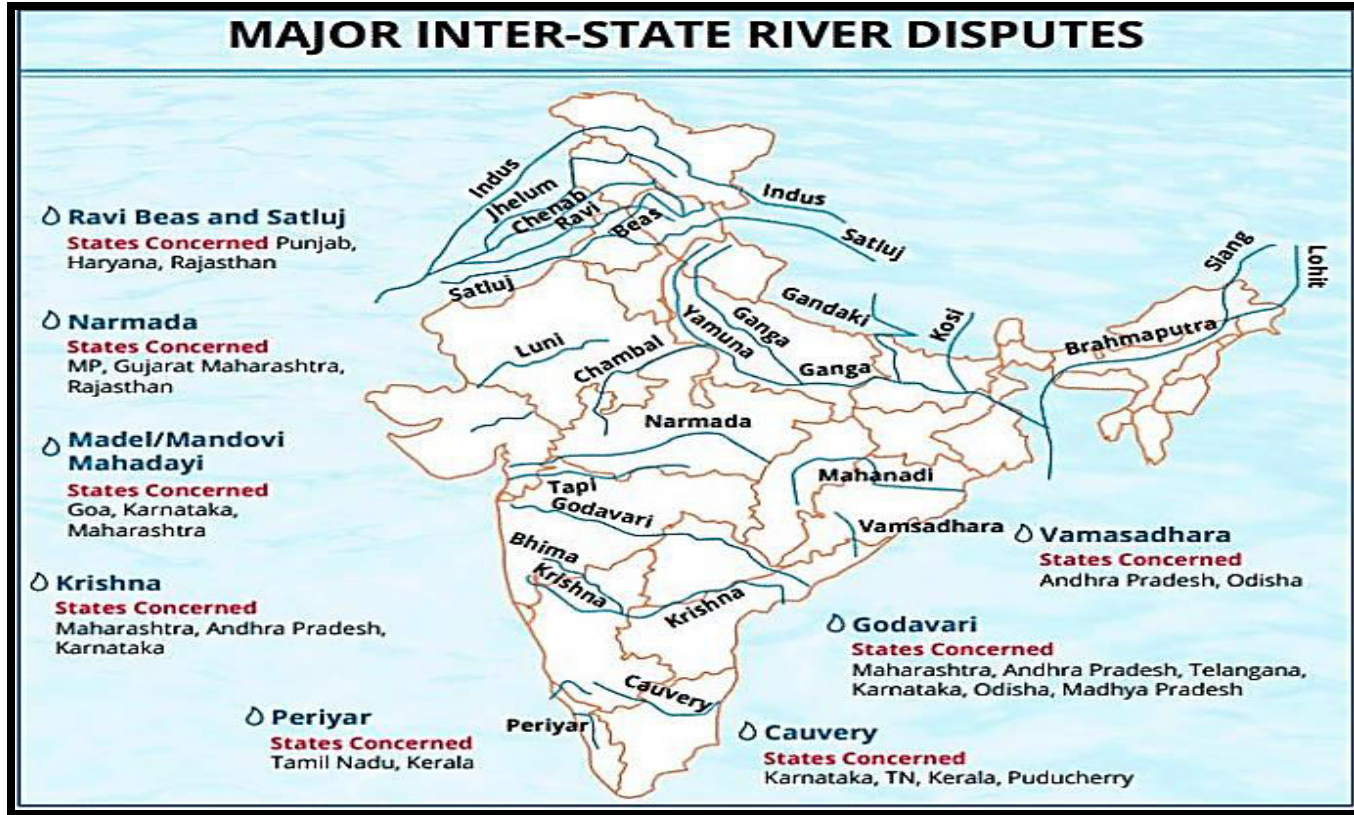 MAJOR INTER-STATE RIVER DISPUTES
Ravi Beas and Satluj
States Concerned Punjab,
Haryana, Rajasthan
Narmada
States Concerned
MP, Gujarat Maharashtra,
Rajasthan
Madel/Mandovi
Mahadayi
States Concerned
Goa, Karnataka,
Maharashtra
Krishna
States Concerned
Maharashtra, Andhra Pradesh,
Karnataka
Periyar
States Concerned
Tamil Nadu, Kerala
Vamasadhara
States Concerned
Andhra Pradesh, Odisha
Godavari
States Concerned
Maharashtra, Andhra Pradesh, Telangana,
Karnataka, Odisha, Madhya Pradesh
Cauvery
States Concerned
Karnataka, TN, Kerala, Puducherry
Indus
Jhelum
Chenab
Ravi
Beas
Indus
Satluj
Satluj
Luni
Chambal
Yamuna
Ganga
Ganga
Gandaki
Kosi
Siang
Lohit
Brahmaputra
Narmada
Tapi
Godavari
Mahanadi
Vamsadhara
Bhima
Krishna
Krishna
Cauvery
Periyar